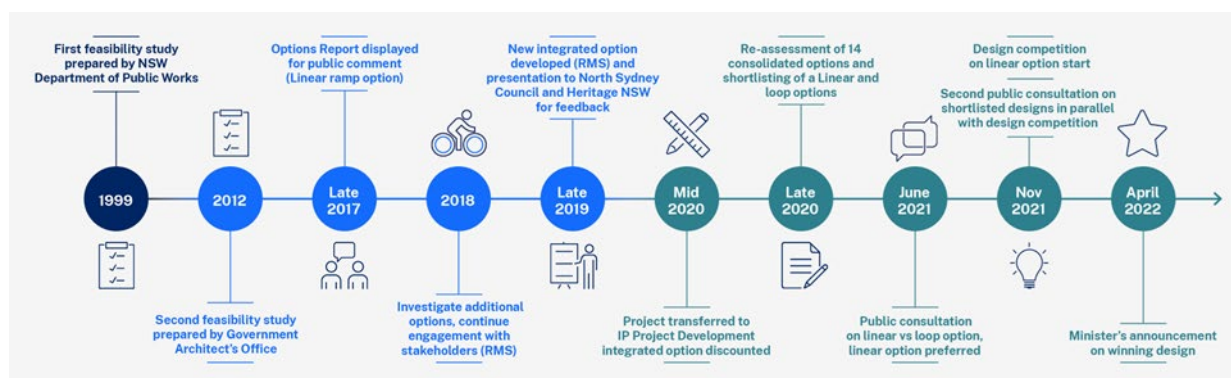 First feasibility study
prepared by NSW
Department of Public Works
Options Report displayed
for public comment
(Linear ramp option)
New integrated option
developed (RMS) and
presentation to North Sydney
Council and Heritage NSW
for feedback
Re-assessment of 14
consolidated options and
shortlisting of a Linear and
loop options
Design competition
on linear option start
Second public consultation on
shortlisted designs in parallel
with design competition
1999
2012
Late
2017
2018
Late
2019
Mid
2020
Late
2020
June
2021
Nov
2021
April
2022
Second feasibility study
prepared by Government
Architect's Office
Investigate additional
options, continue
engagement with
stakeholders (RMS)
Project transferred to
IP Project Development
integrated option discounted
Public consultation
on linear vs loop option,
linear option preferred
Minister's announcement
on winning design